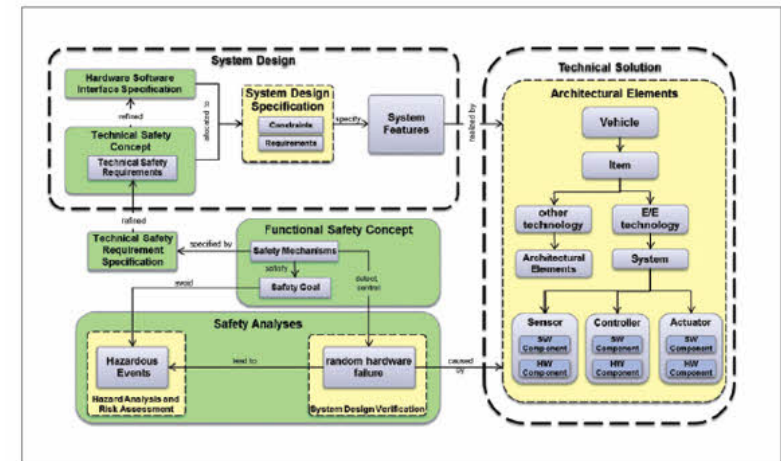 System Design
Hardware Software
Interface Specification
refined
Technical Safety
Concept
Technical Safety
Requirements
allocated to
System Design
Specification
Constraints
Requirements
specify
System
Features
realized by
refined
Technical Safety
Requirement
Specification
specified by
Functional Safety Concept
Safety Mechanisms
satisfy
Safety Goal
detect,
control
avoid
Safety Analyses
Hazardous
Events
Hazard Analysis and
Risk Assessment
lead to
random hardware
failure
System Design Verification
caused
by
Technical Solution
Architectural Elements
Vehicle
Item
other
technology
E/E
technology
Architectural
Elements
System
Sensor
SW
Component
HW
Component
Controller
SW
Component
HW
Component
Actuator
SW
Component
HW
Component